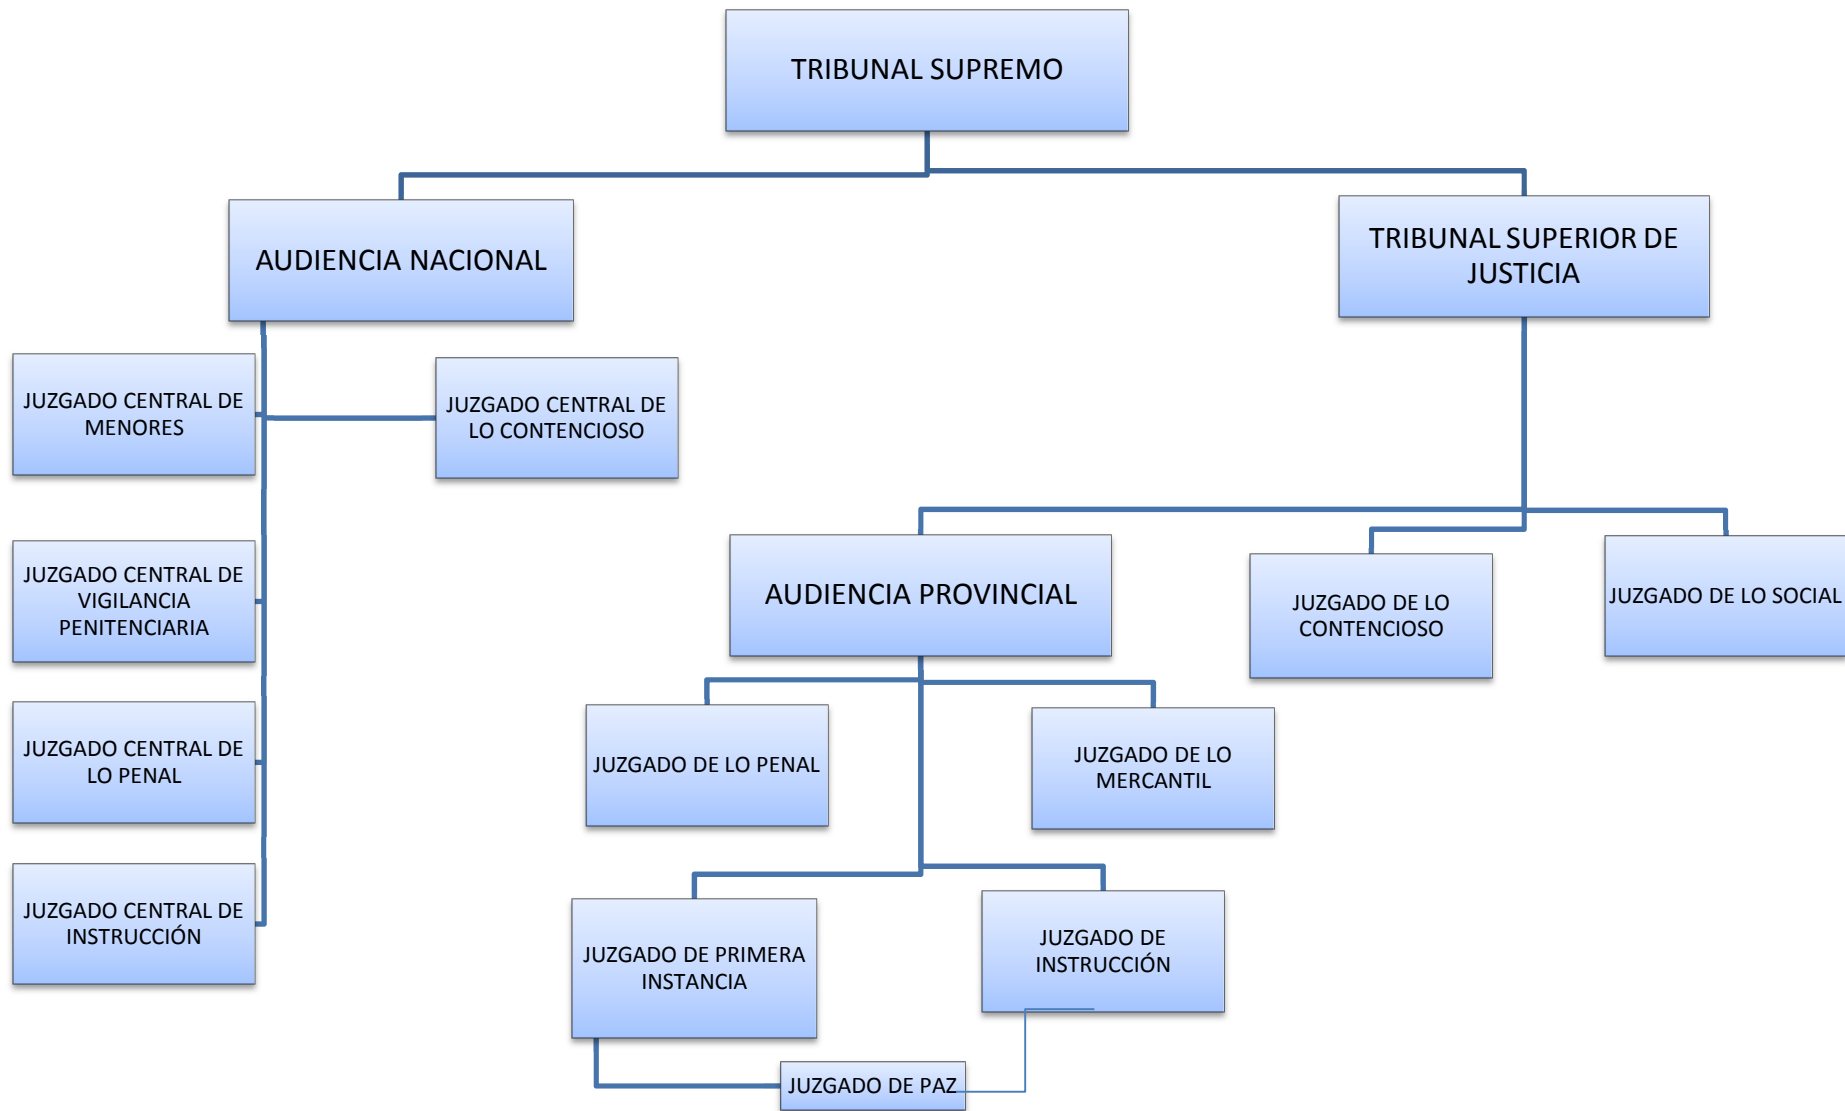 TRIBUNAL SUPREMO
AUDIENCIA NACIONAL
TRIBUNAL SUPERIOR DE
JUSTICIA
JUZGADO CENTRAL DE
MENORES
JUZGADO CENTRAL DE
LO CONTENCIOSO
JUZGADO CENTRAL DE
VIGILANCIA
PENITENCIARIA
AUDIENCIA PROVINCIAL
JUZGADO DE LO
CONTENCIOSO
JUZGADO DE LO SOCIAL
JUZGADO CENTRAL DE
LO PENAL
JUZGADO DE LO PENAL
JUZGADO DE LO
MERCANTIL
JUZGADO CENTRAL DE
INSTRUCCIÓN
JUZGADO DE PRIMERA
INSTANCIA
JUZGADO DE
INSTRUCCIÓN
JUZGADO DE PAZ